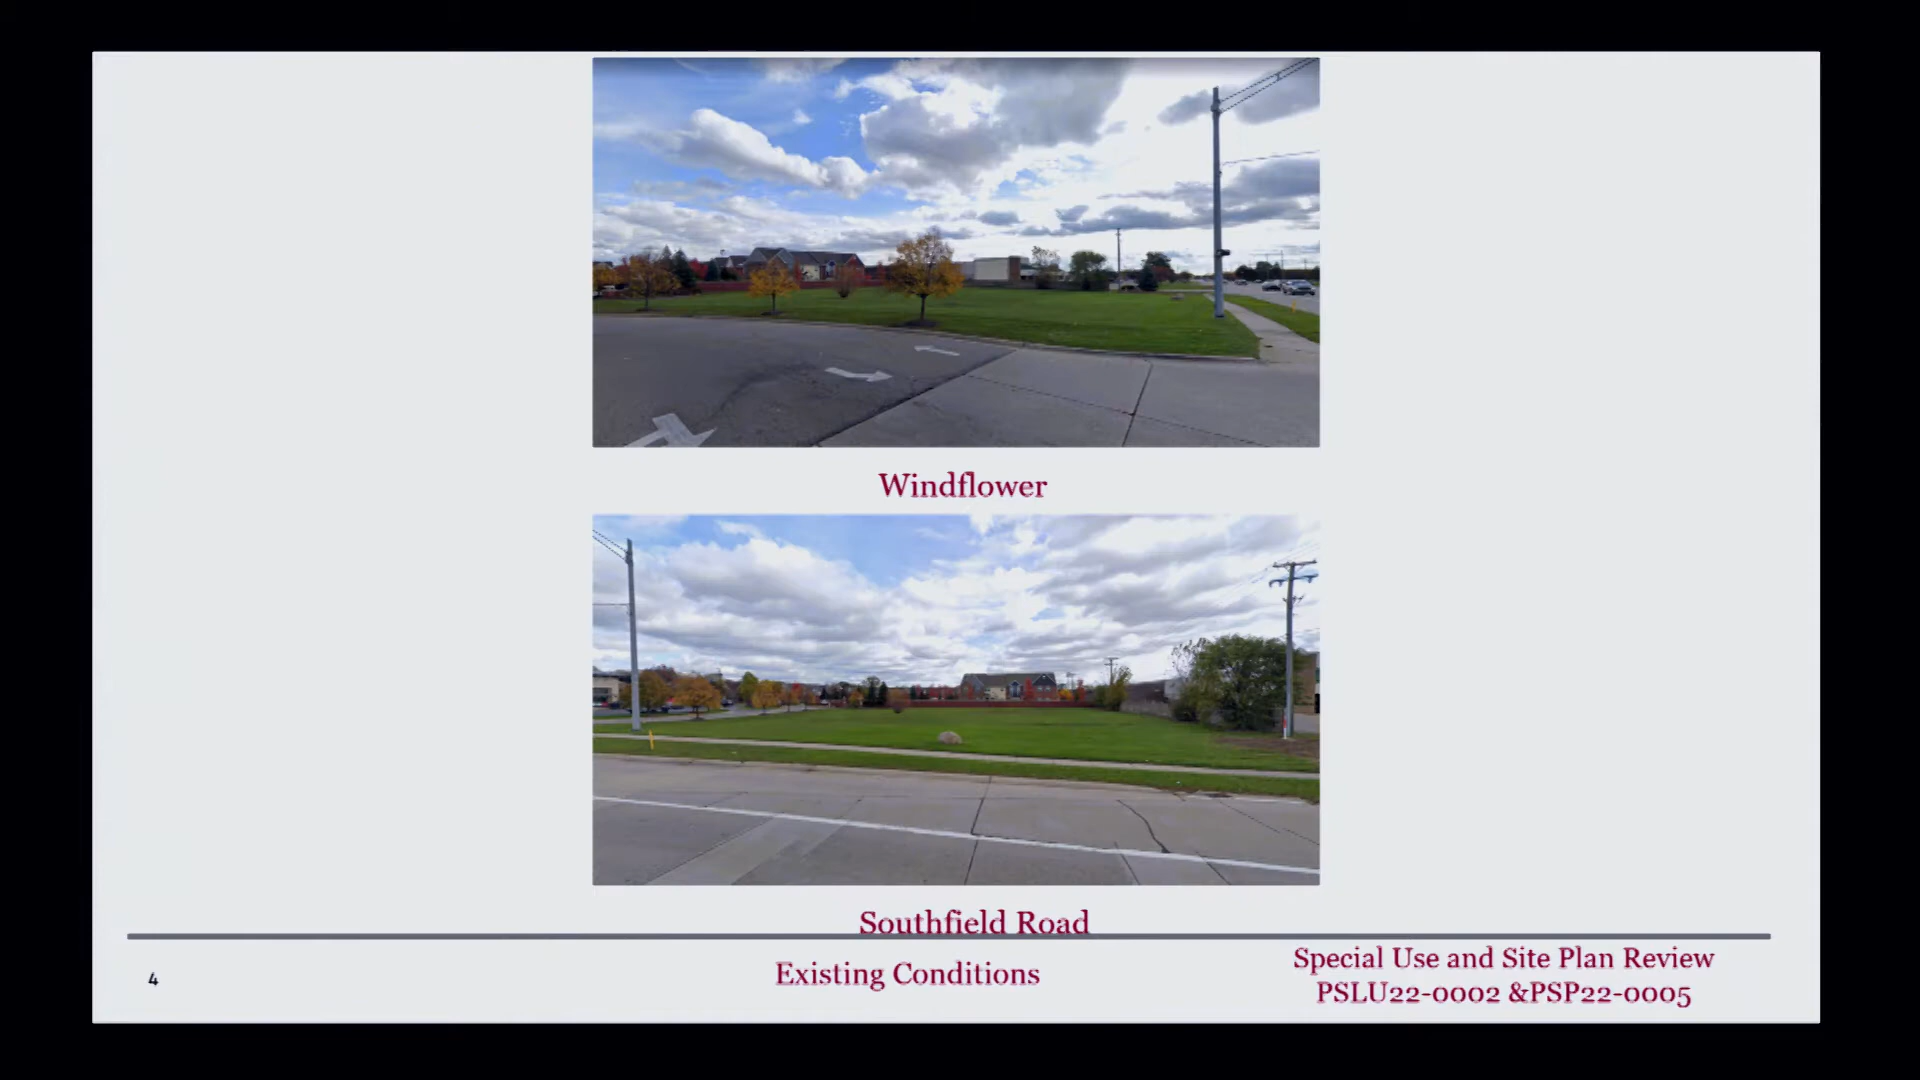 Windflower
Southfield Road
4
Existing Conditions
Special Use and Site Plan Review
PSLU22-0002 &PSP22-0005